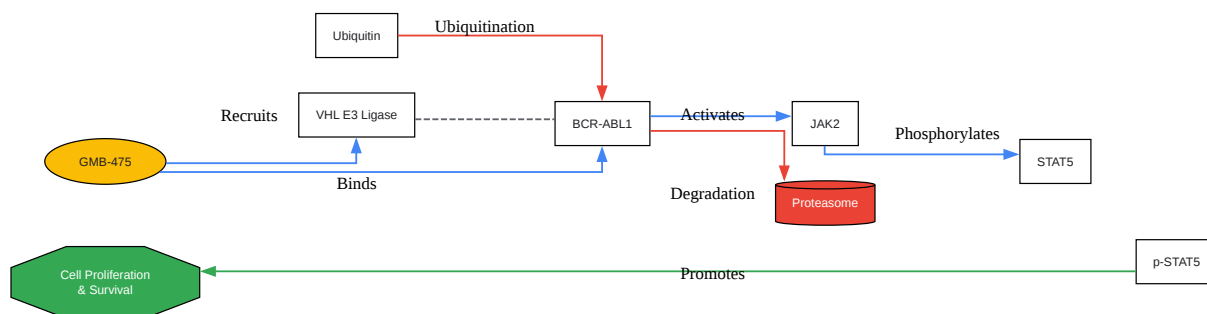 Ubiquitin
Ubiquitination
VHL E3 Ligase
Recruits
BCR-ABL1
Activates
JAK2
Phosphorylates
GMB-475
STAT5
Binds
Degradation
Proteasome
Cell Proliferation
& Survival
Promotes
p-STAT5